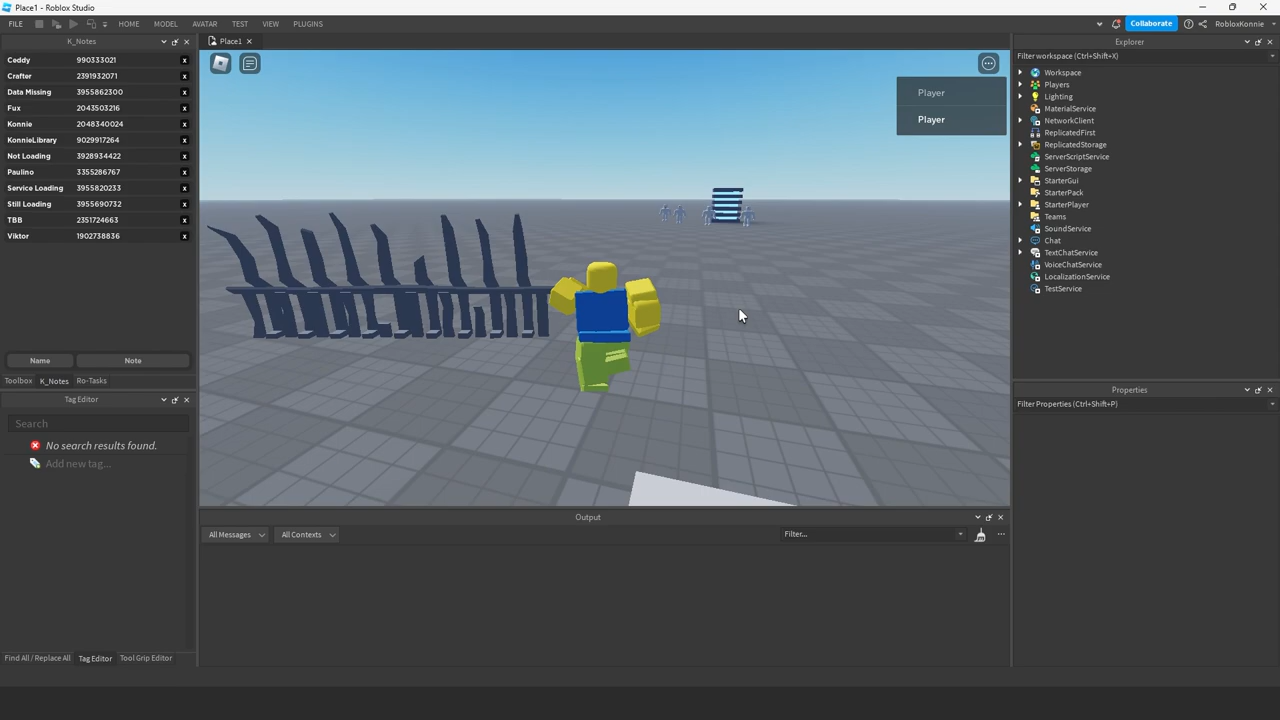 Place1 - Roblox Studio
FILE HOME MODEL AVATAR TEST VIEW PLUGINS Collaborate RobloxKonnie
K_Notes
Ceddy 990333021 x
Crafter 2391932071 x
Data Missing 3955862300 x
Fux 2043503216 x
Konnie 2048340024 x
KonnieLibrary 9029917264 x
Not Loading 3928934422 x
Paulino 3355286767 x
Service Loading 3955820233 x
Still Loading 3955690732 x
TBB 2351724663 x
Viktor 1902738836 x
Name Note
Toolbox K_Notes Ro-Tasks
Tag Editor
Search
No search results found.
Add new tag...
Find All / Replace All Tag Editor Tool Grip Editor
Place1
Player
Player
Output
All Messages All Contexts Filter...
Explorer
Filter workspace (Ctrl+Shift+X)
Workspace
Players
Lighting
MaterialService
NetworkClient
ReplicatedFirst
ReplicatedStorage
ServerScriptService
ServerStorage
StarterGui
StarterPack
StarterPlayer
Teams
SoundService
Chat
TextChatService
VoiceChatService
LocalizationService
TestService
Properties
Filter Properties (Ctrl+Shift+P)